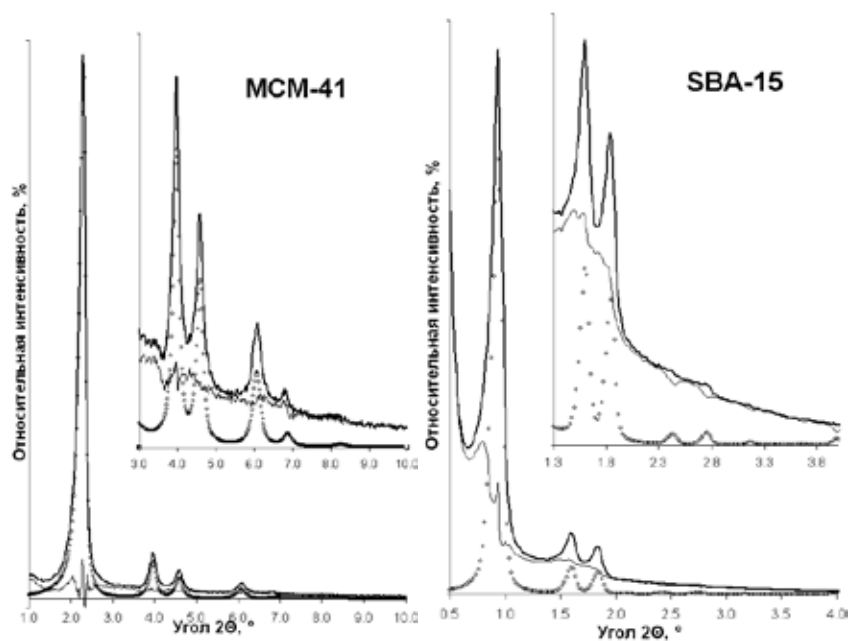 MCM-41
Относительная интенсивность, %
3.0 4.0 5.0 6.0 7.0 8.0 9.0 10.0
1.0 2.0 3.0 4.0 5.0 6.0 7.0 8.0 9.0 10.0
Угол 2Θ, °
SBA-15
Относительная интенсивность, %
1.3 1.8 2.3 2.8 3.3 3.8
0.5 1.0 1.5 2.0 2.5 3.0 3.5 4.0
Угол 2Θ, °